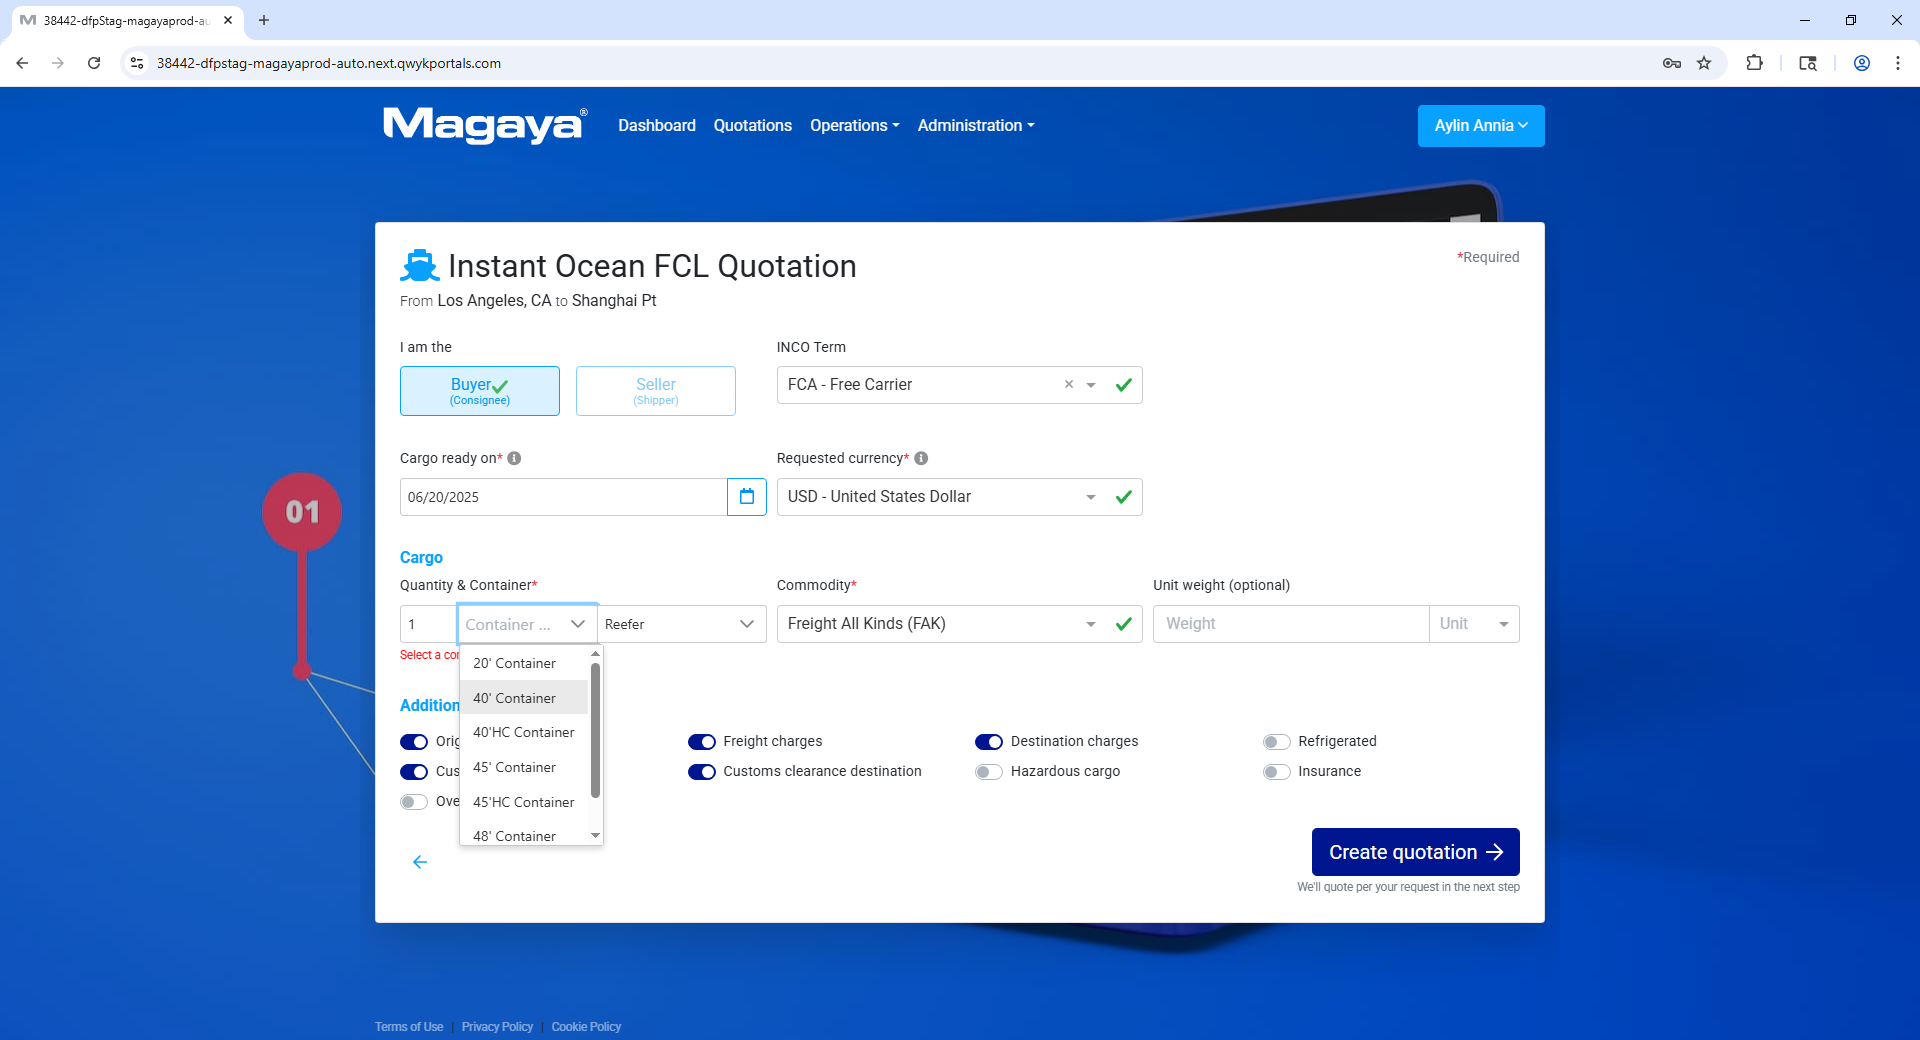 38442-dfpStag-magayaprod-au
38442-dfpstag-magayaprod-auto.next.qwykportals.com
Magaya®
Dashboard
Quotations
Operations
Administration
Aylin Annia
Instant Ocean FCL Quotation
*Required
From Los Angeles, CA to Shanghai Pt
I am the
INCO Term
Buyer
(Consignee)
Seller
(Shipper)
FCA - Free Carrier
Cargo ready on*
Requested currency*
06/20/2025
USD - United States Dollar
01
Cargo
Quantity & Container*
Commodity*
Unit weight (optional)
1
Container ...
Reefer
Freight All Kinds (FAK)
Weight
Unit
Select a cor
20' Container
40' Container
40'HC Container
45' Container
45'HC Container
48' Container
Addition
Orig
Freight charges
Destination charges
Refrigerated
Cus
Customs clearance destination
Hazardous cargo
Insurance
Ove
Create quotation
We'll quote per your request in the next step
Terms of Use | Privacy Policy | Cookie Policy